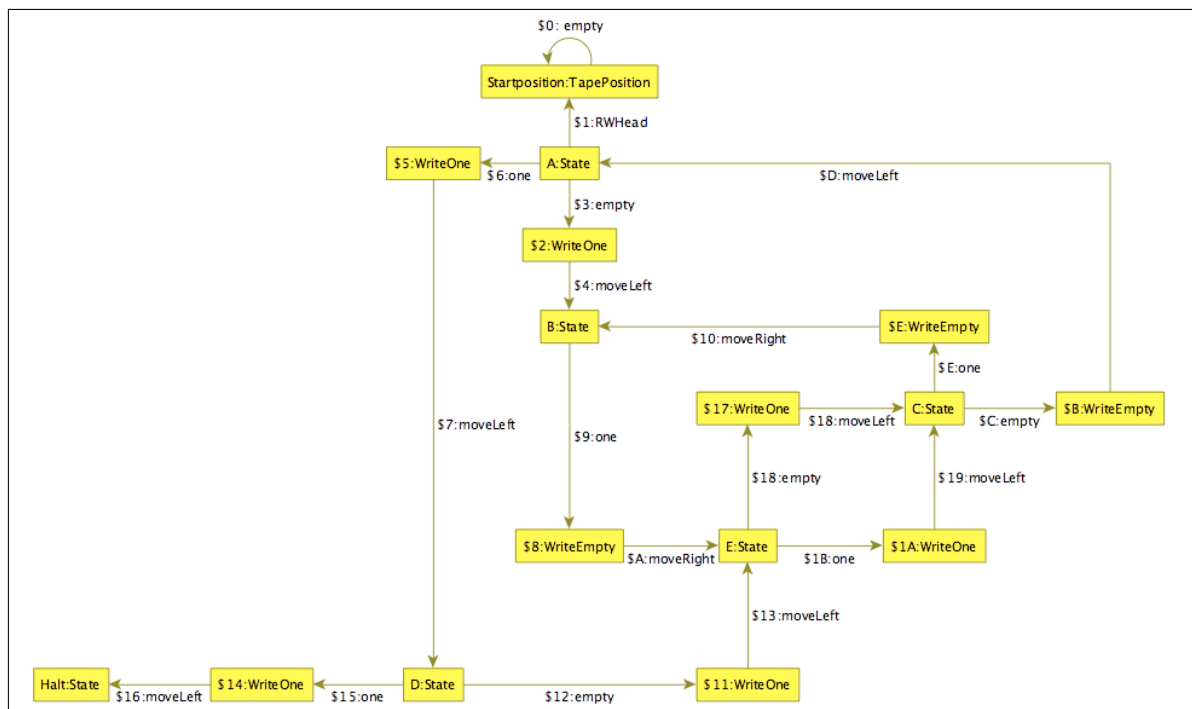 $0: empty
Startposition:TapePosition
$1:RWHead
$5:WriteOne
$6:one
A:State
$D:moveLeft
$3:empty
$2:WriteOne
$4:moveLeft
B:State
$10:moveRight
$E:WriteEmpty
$E:one
$17:WriteOne
$18:moveLeft
C:State
$C:empty
$B:WriteEmpty
$7:moveLeft
$9:one
$18:empty
$19:moveLeft
$8:WriteEmpty
$A:moveRight
E:State
$1B:one
$1A:WriteOne
$13:moveLeft
Halt:State
$16:moveLeft
$14:WriteOne
$15:one
D:State
$12:empty
$11:WriteOne